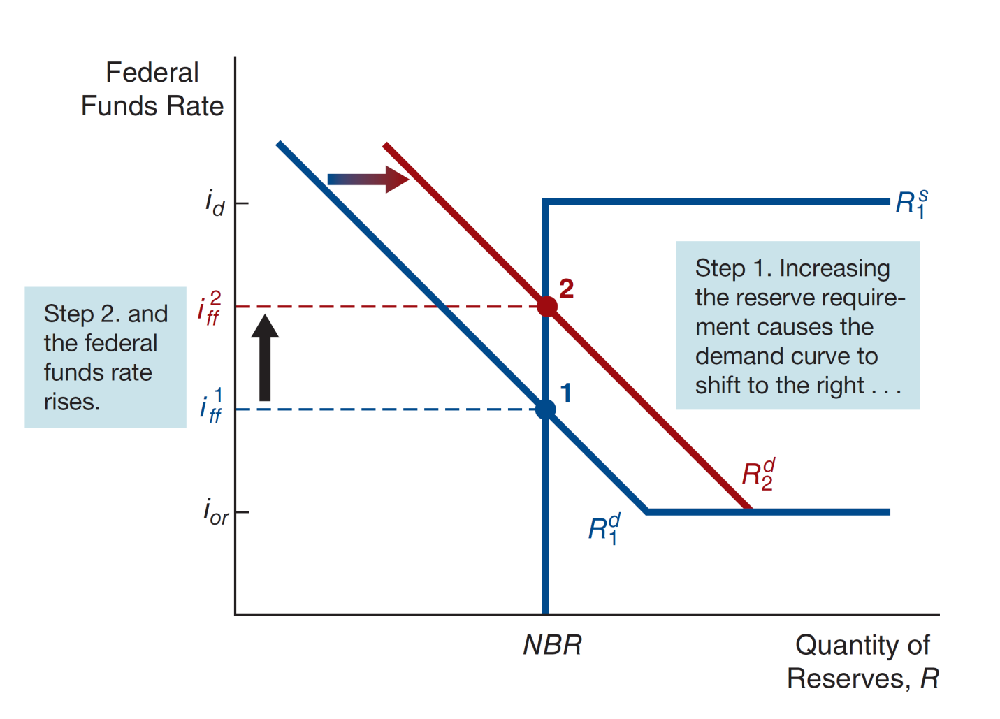 Federal
Funds Rate
i_d
R_1^s
Step 1. Increasing
the reserve require-
ment causes the
demand curve to
shift to the right . . .
2
i_ff^2
Step 2. and
the federal
funds rate
rises.
1
i_ff^1
R_2^d
i_or
R_1^d
NBR
Quantity of
Reserves, R